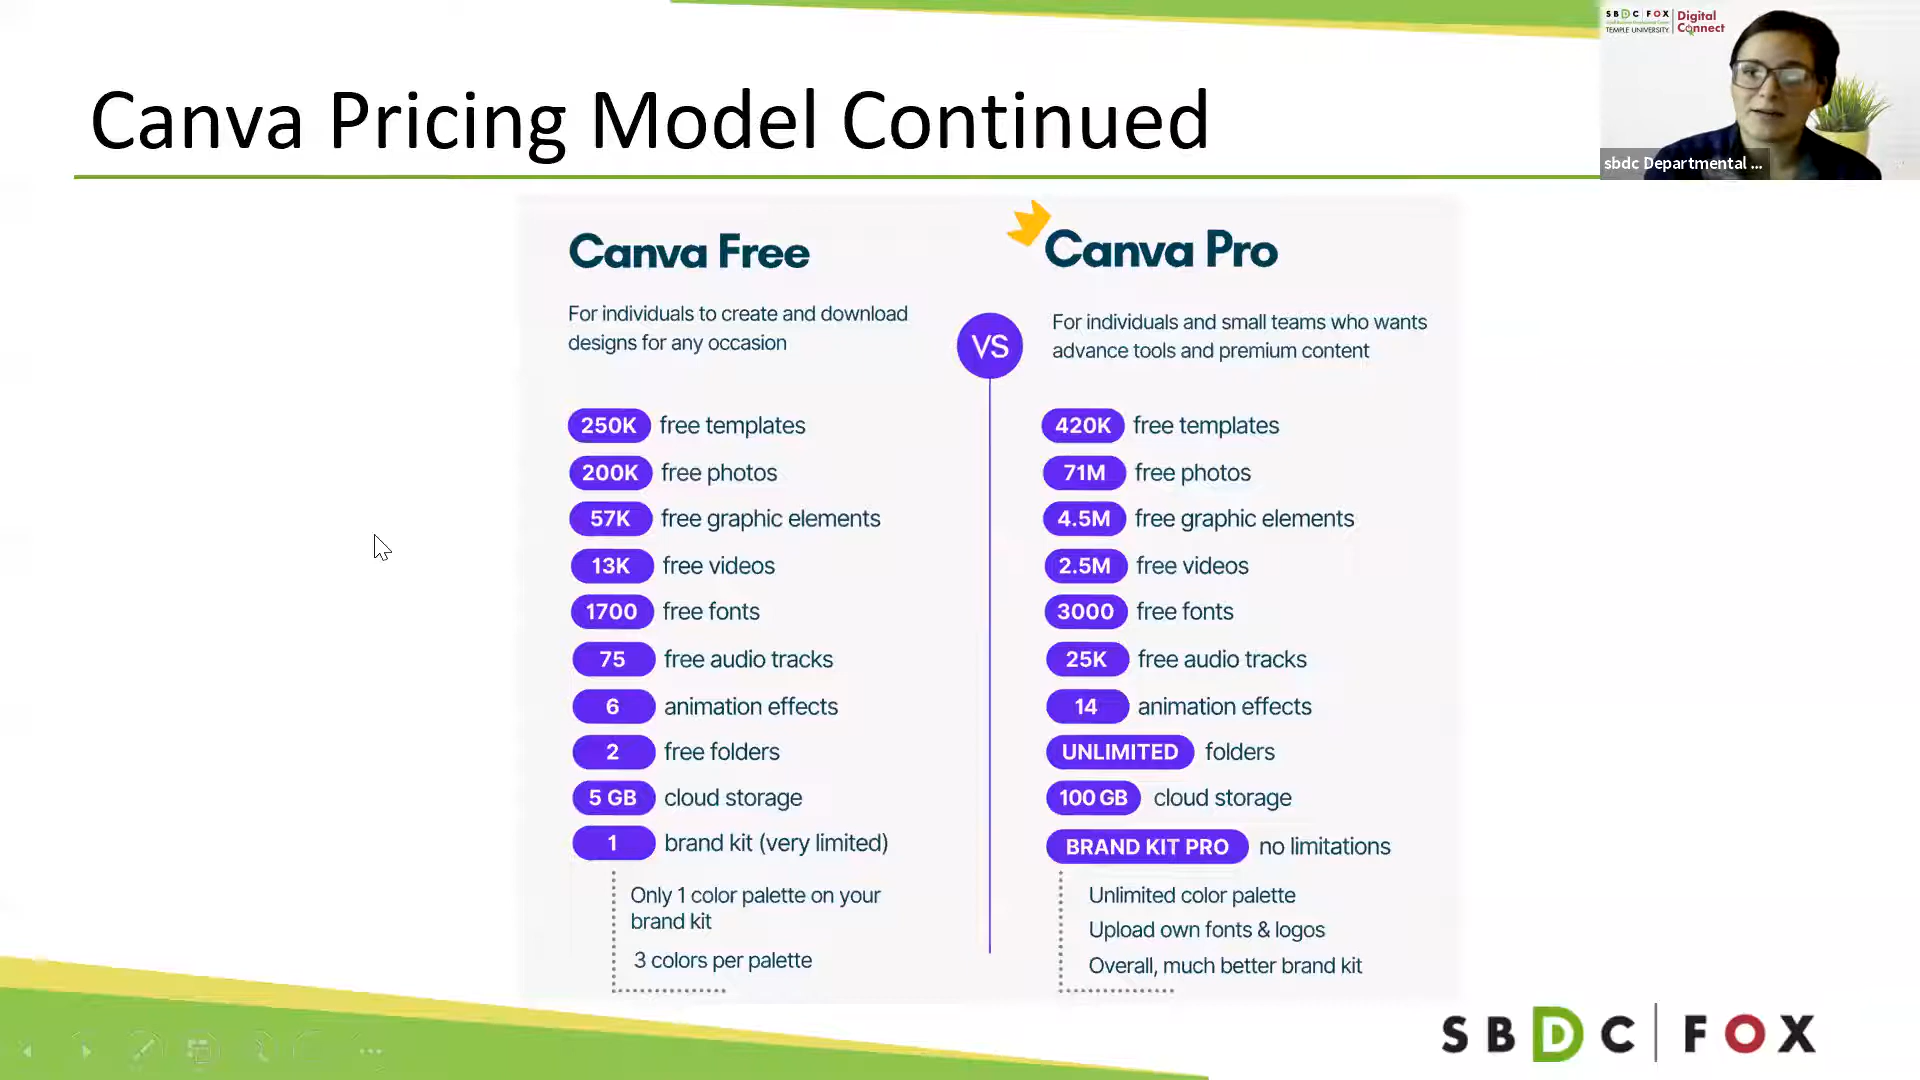 Canva Pricing Model Continued
SBDC FOX
TEMPLE UNIVERSITY
Digital
Connect
sbdc Departmental ...
Canva Free
For individuals to create and download
designs for any occasion
250K free templates
200K free photos
57K free graphic elements
13K free videos
1700 free fonts
75 free audio tracks
6 animation effects
2 free folders
5 GB cloud storage
1 brand kit (very limited)
Only 1 color palette on your
brand kit
3 colors per palette
VS
Canva Pro
For individuals and small teams who wants
advance tools and premium content
420K free templates
71M free photos
4.5M free graphic elements
2.5M free videos
3000 free fonts
25K free audio tracks
14 animation effects
UNLIMITED folders
100 GB cloud storage
BRAND KIT PRO no limitations
Unlimited color palette
Upload own fonts & logos
Overall, much better brand kit
SBDC FOX